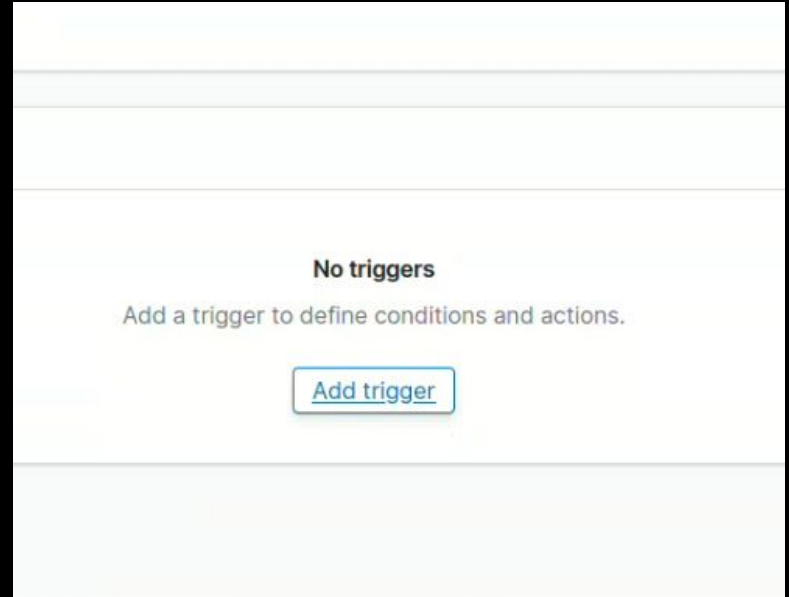 No triggers
Add a trigger to define conditions and actions.
Add trigger